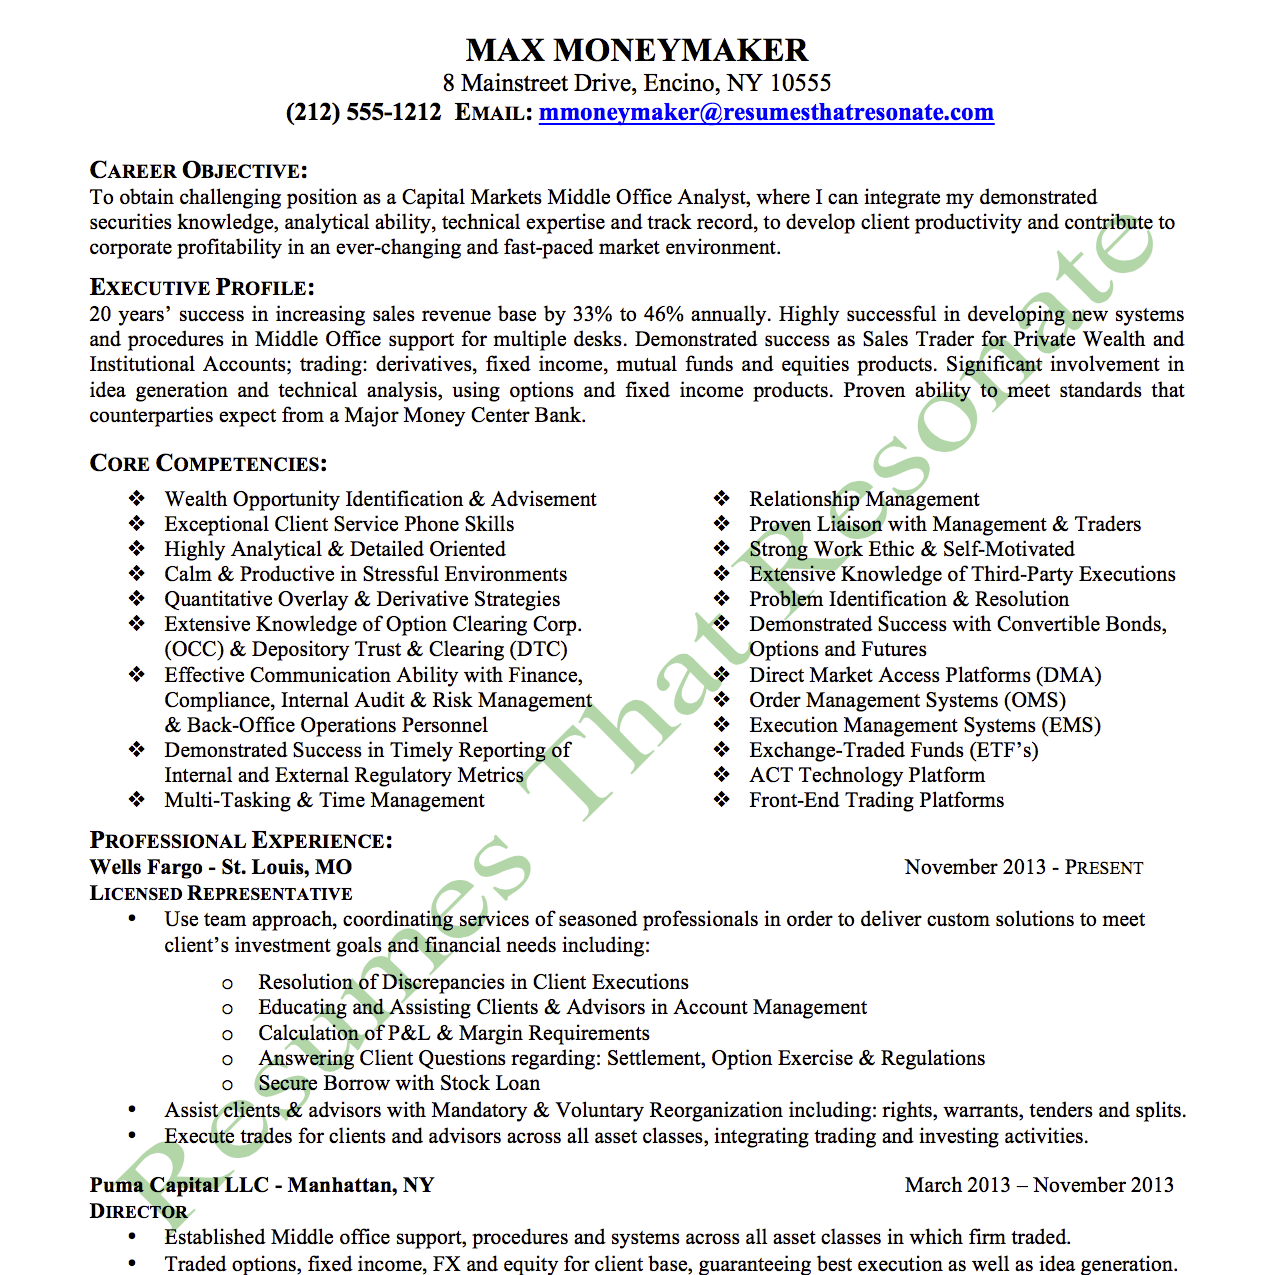 MAX MONEYMAKER
8 Mainstreet Drive, Encino, NY 10555
(212) 555-1212 EMAIL: mmoneymaker@resumesthatresonate.com
CAREER OBJECTIVE:
To obtain challenging position as a Capital Markets Middle Office Analyst, where I can integrate my demonstrated
securities knowledge, analytical ability, technical expertise and track record, to develop client productivity and contribute to
corporate profitability in an ever-changing and fast-paced market environment.
EXECUTIVE PROFILE:
20 years’ success in increasing sales revenue base by 33% to 46% annually. Highly successful in developing new systems
and procedures in Middle Office support for multiple desks. Demonstrated success as Sales Trader for Private Wealth and
Institutional Accounts; trading: derivatives, fixed income, mutual funds and equities products. Significant involvement in
idea generation and technical analysis, using options and fixed income products. Proven ability to meet standards that
counterparties expect from a Major Money Center Bank.
CORE COMPETENCIES:
❖ Wealth Opportunity Identification & Advisement
❖ Exceptional Client Service Phone Skills
❖ Highly Analytical & Detailed Oriented
❖ Calm & Productive in Stressful Environments
❖ Quantitative Overlay & Derivative Strategies
❖ Extensive Knowledge of Option Clearing Corp.
(OCC) & Depository Trust & Clearing (DTC)
❖ Effective Communication Ability with Finance,
Compliance, Internal Audit & Risk Management
& Back-Office Operations Personnel
❖ Demonstrated Success in Timely Reporting of
Internal and External Regulatory Metrics
❖ Multi-Tasking & Time Management
❖ Relationship Management
❖ Proven Liaison with Management & Traders
❖ Strong Work Ethic & Self-Motivated
❖ Extensive Knowledge of Third-Party Executions
❖ Problem Identification & Resolution
❖ Demonstrated Success with Convertible Bonds,
Options and Futures
❖ Direct Market Access Platforms (DMA)
❖ Order Management Systems (OMS)
❖ Execution Management Systems (EMS)
❖ Exchange-Traded Funds (ETF’s)
❖ ACT Technology Platform
❖ Front-End Trading Platforms
PROFESSIONAL EXPERIENCE:
Wells Fargo - St. Louis, MO November 2013 - PRESENT
LICENSED REPRESENTATIVE
• Use team approach, coordinating services of seasoned professionals in order to deliver custom solutions to meet
client’s investment goals and financial needs including:
o Resolution of Discrepancies in Client Executions
o Educating and Assisting Clients & Advisors in Account Management
o Calculation of P&L & Margin Requirements
o Answering Client Questions regarding: Settlement, Option Exercise & Regulations
o Secure Borrow with Stock Loan
• Assist clients & advisors with Mandatory & Voluntary Reorganization including: rights, warrants, tenders and splits.
• Execute trades for clients and advisors across all asset classes, integrating trading and investing activities.
Puma Capital LLC - Manhattan, NY March 2013 – November 2013
DIRECTOR
• Established Middle office support, procedures and systems across all asset classes in which firm traded.
• Traded options, fixed income, FX and equity for client base, guaranteeing best execution as well as idea generation.
Resumes That Resonate